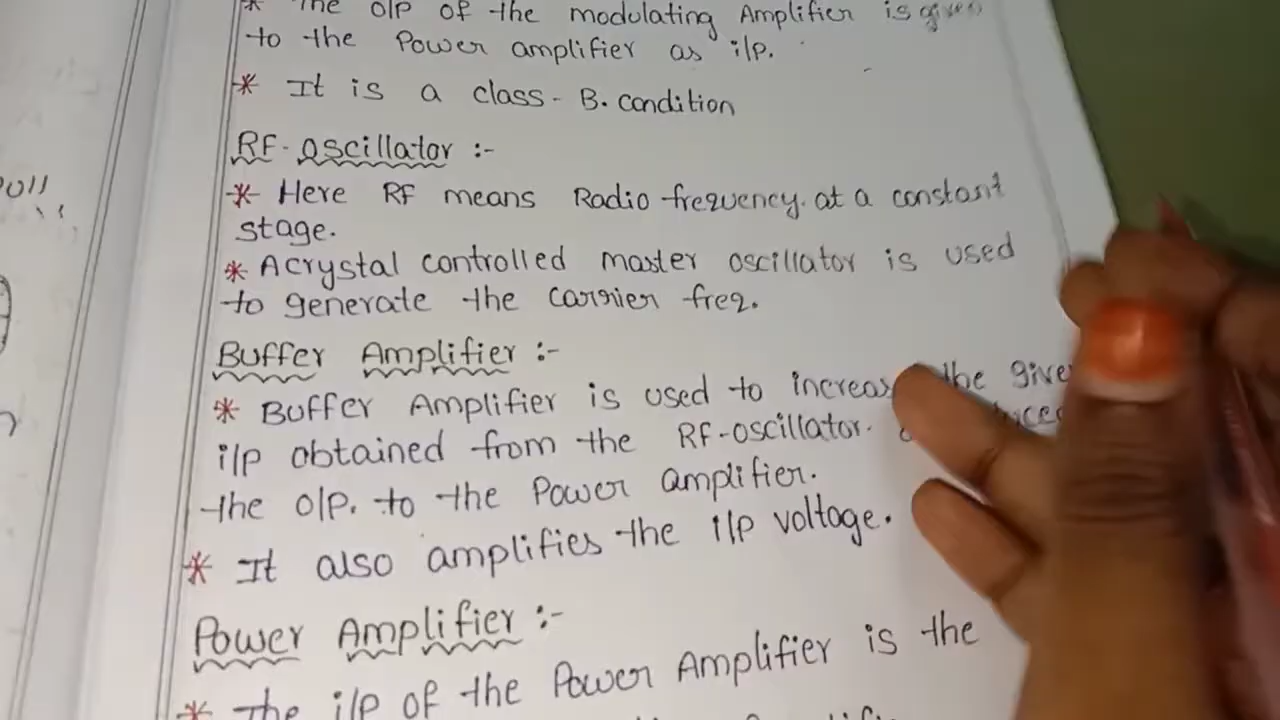 * The o/p of the modulating Amplifier is given
to the Power amplifier as i/p.
* It is a class- B. condition
RF-oscillator :-
* Here RF means Radio frequency. at a constant
stage.
* A crystal controlled master oscillator is used
to generate the carrier freq.
Buffer Amplifier :-
* Buffer Amplifier is used to increas the give
i/p obtained from the RF-oscillator.
the o/p. to the Power amplifier.
* It also amplifies the i/p voltage.
Power Amplifier :-
* The i/p of the Power Amplifier is the